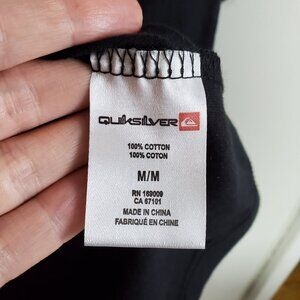 QUIKSILVER
100% COTTON
100% COTON
M/M
RN 169009
CA 67101
MADE IN CHINA
FABRIQUÉ EN CHINE